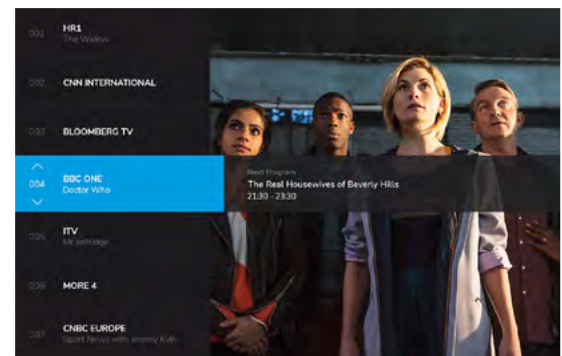 001
HR1
The Widow
002
CNN INTERNATIONAL
003
BLOOMBERG TV
004
BBC ONE
Doctor Who
Next Program
The Real Housewives of Beverly Hills
21:30 - 23:30
005
ITV
Mr selfridge
006
MORE 4
007
CNBC EUROPE
Sport News with Jeremy Kyle